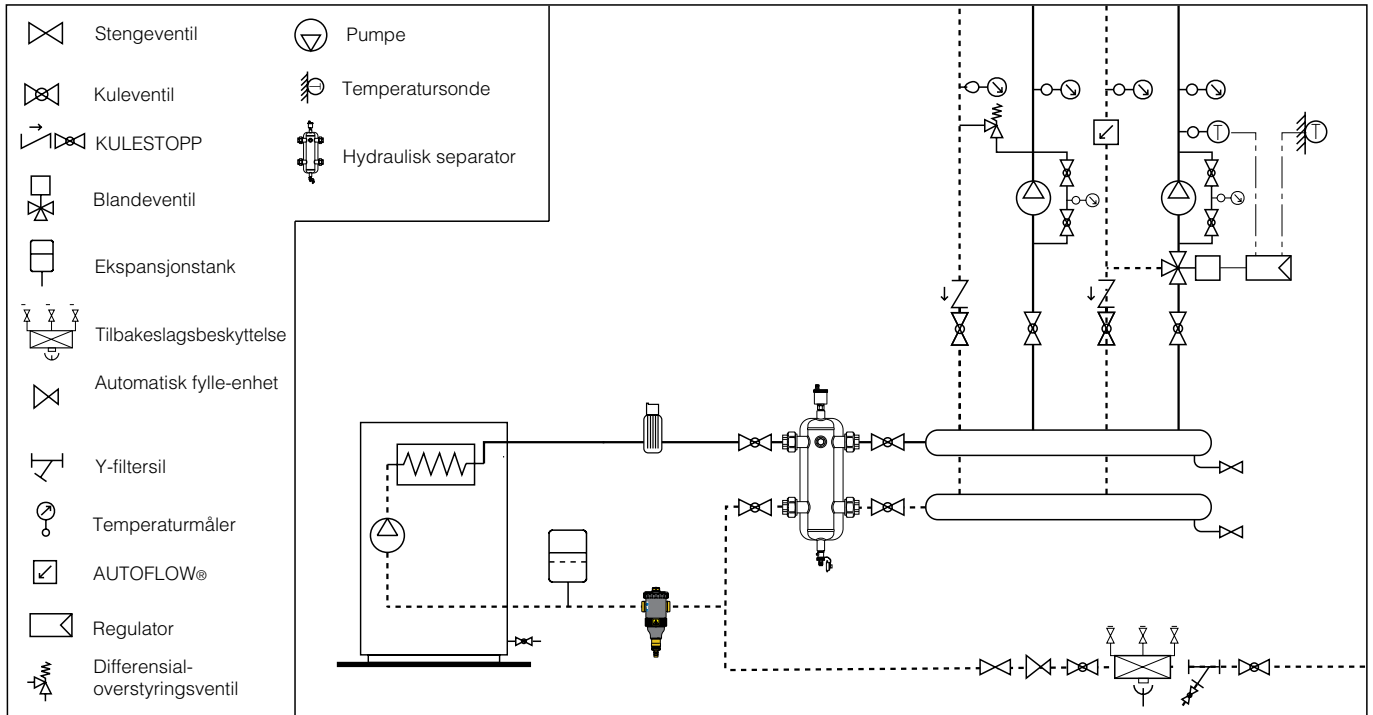 Stengeventil
Kuleventil
KULESTOPP
Blandeventil
Ekspansjonstank
Tilbakeslagsbeskyttelse
Automatisk fylle-enhet
Y-filtersil
Temperaturmåler
AUTOFLOW®
Regulator
Differensial-
overstyringsventil
Pumpe
Temperatursonde
Hydraulisk separator
T
T